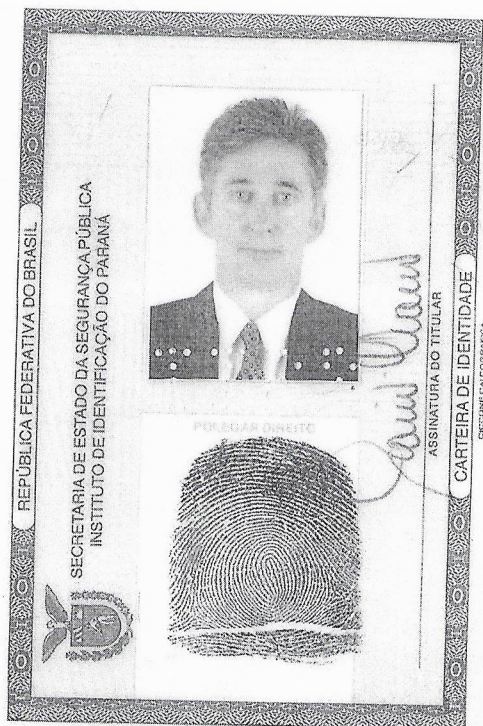 REPÚBLICA FEDERATIVA DO BRASIL
SECRETARIA DE ESTADO DA SEGURANÇA PÚBLICA
INSTITUTO DE IDENTIFICAÇÃO DO PARANÁ
POLEGAR DIREITO
ASSINATURA DO TITULAR
CARTEIRA DE IDENTIDADE